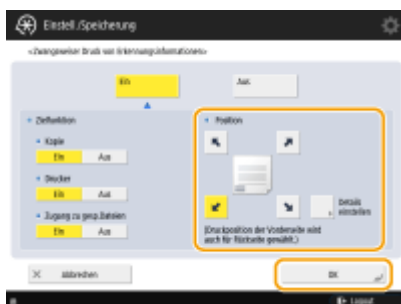 Einstell./Speicherung
<Zwangsweiser Druck von Erkennungsinformationen>
Ein
Aus
Zielfunktion
Kopie
Ein Aus
Drucker
Ein Aus
Zugang zu gesp. Dateien
Ein Aus
Position
Details
einstellen
(Druckposition der Vorderseite wird
auch für Rückseite gewählt.)
Abbrechen
OK
Logout